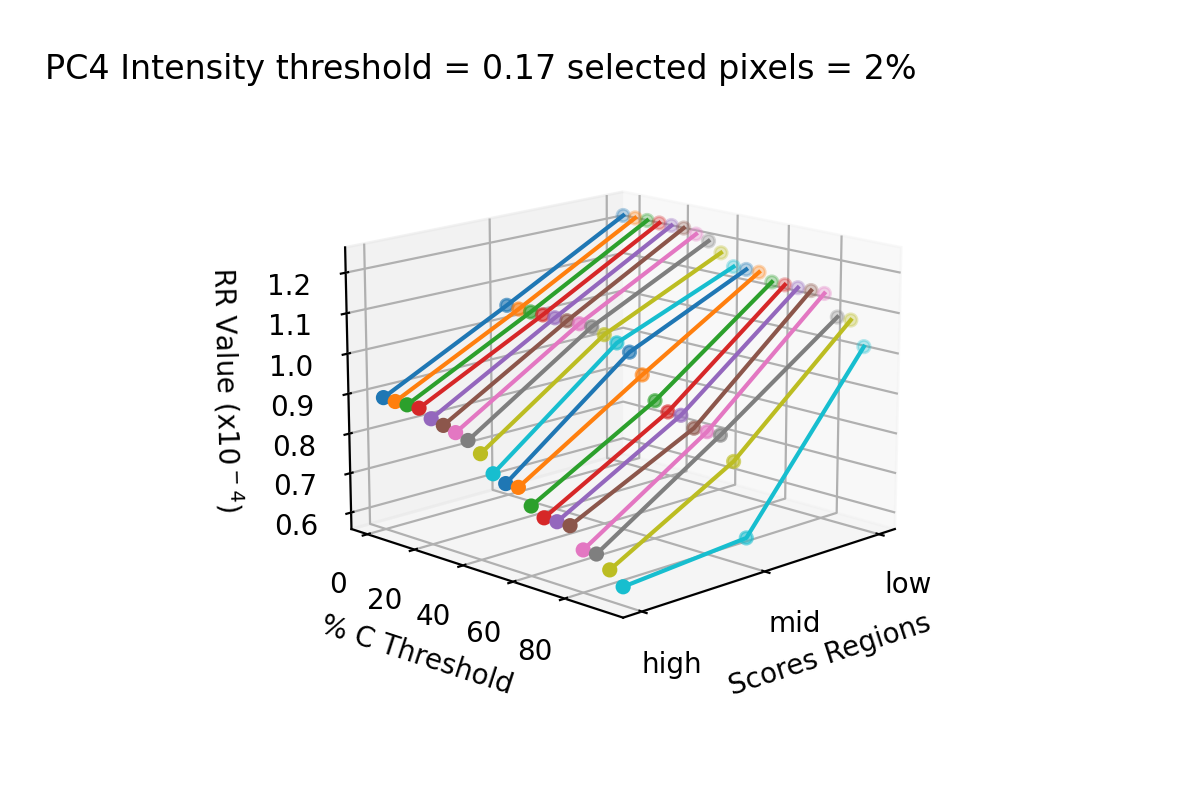 PC4 Intensity threshold = 0.17 selected pixels = 2%
RR Value (x10⁻⁴)
1.2
1.1
1.0
0.9
0.8
0.7
0.6
0
20
40
60
80
% C Threshold
high
mid
low
Scores Regions